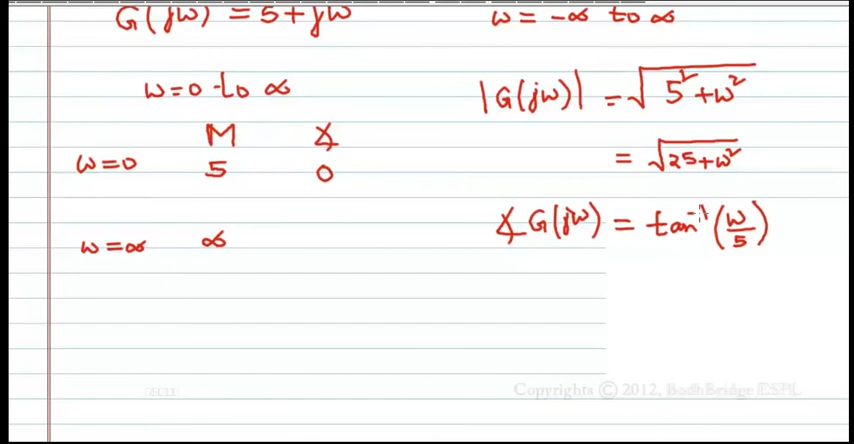 G(jω) = 5 + jω
ω = -∞ to ∞
ω = 0 to ∞
|G(jω)| = √(5² + ω²)
M ∡
= √(25 + ω²)
ω = 0 5 0
∡ G(jω) = tan⁻¹(ω/5)
ω = ∞ ∞
Copyrights © 2012, BodhBridge ESPL